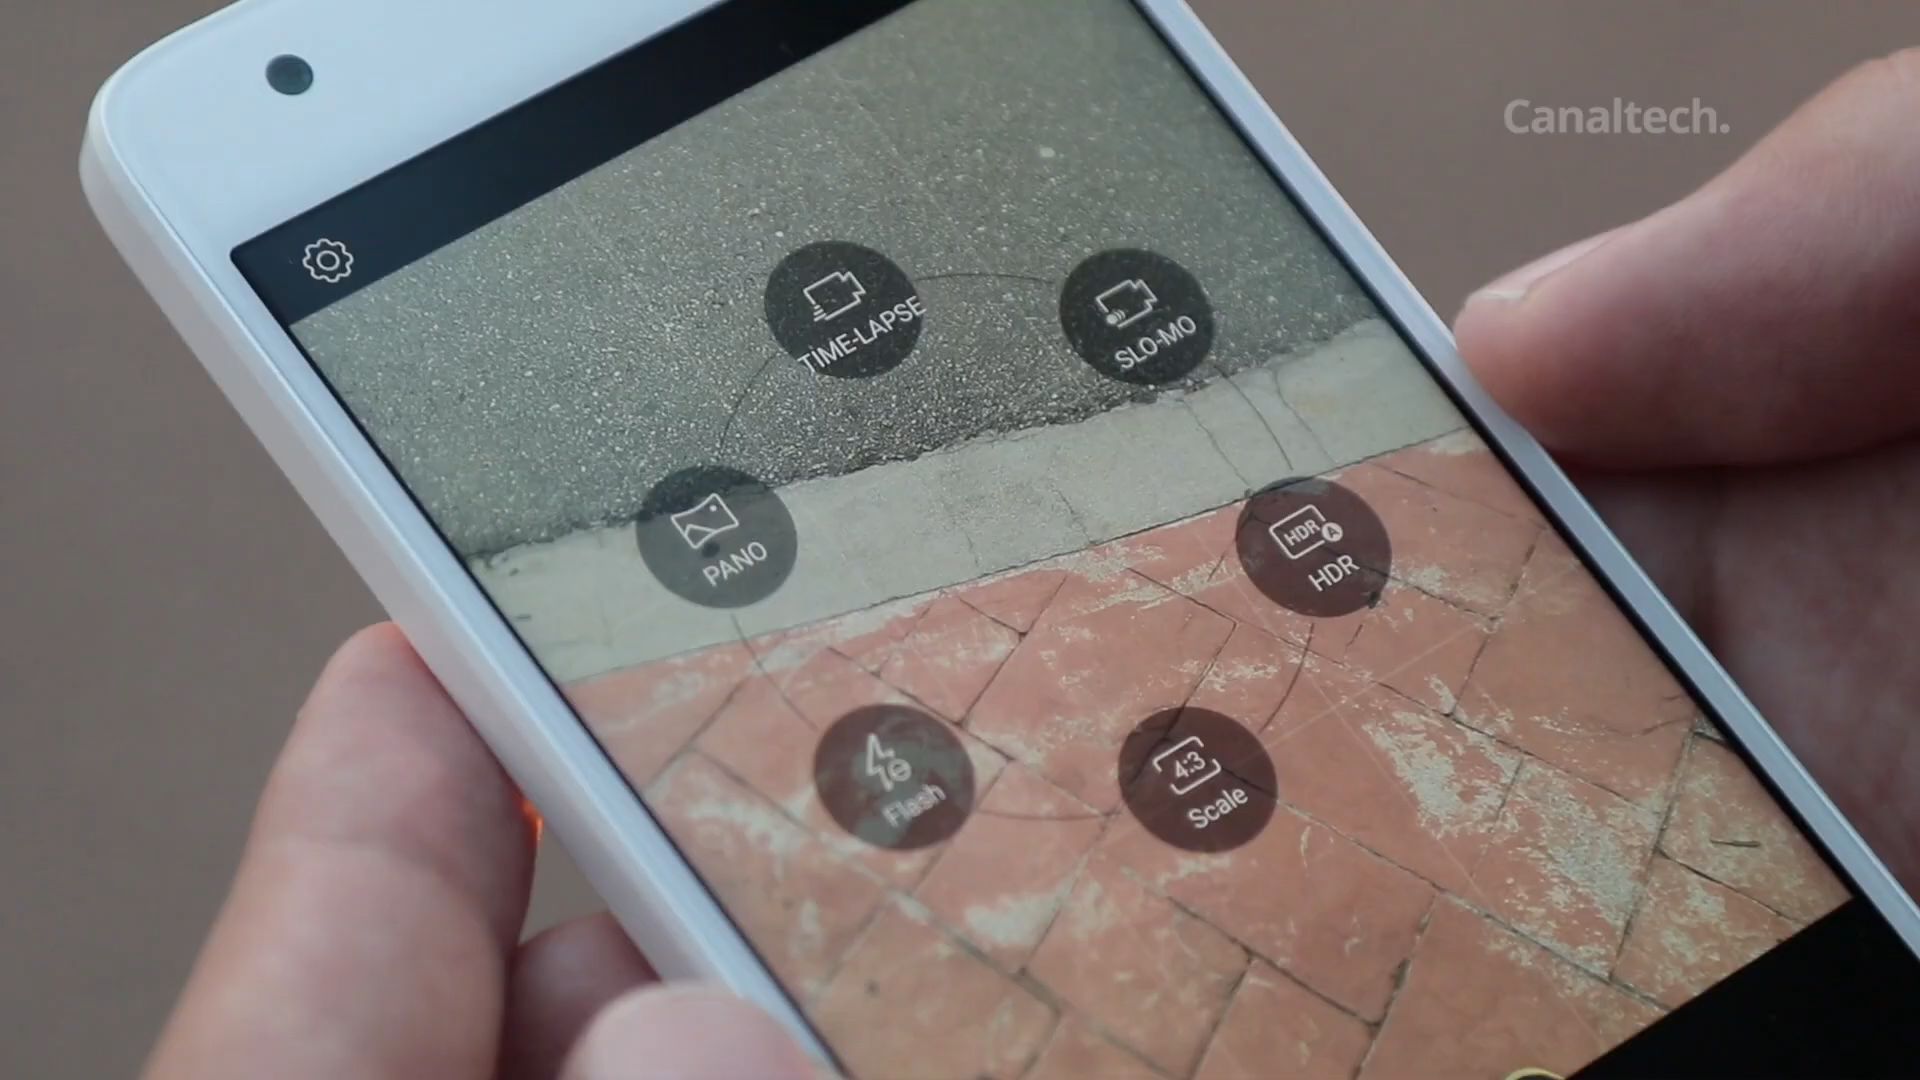 Canaltech.
TIME-LAPSE
SLO-MO
PANO
HDR A
HDR
Flash
4:3
Scale